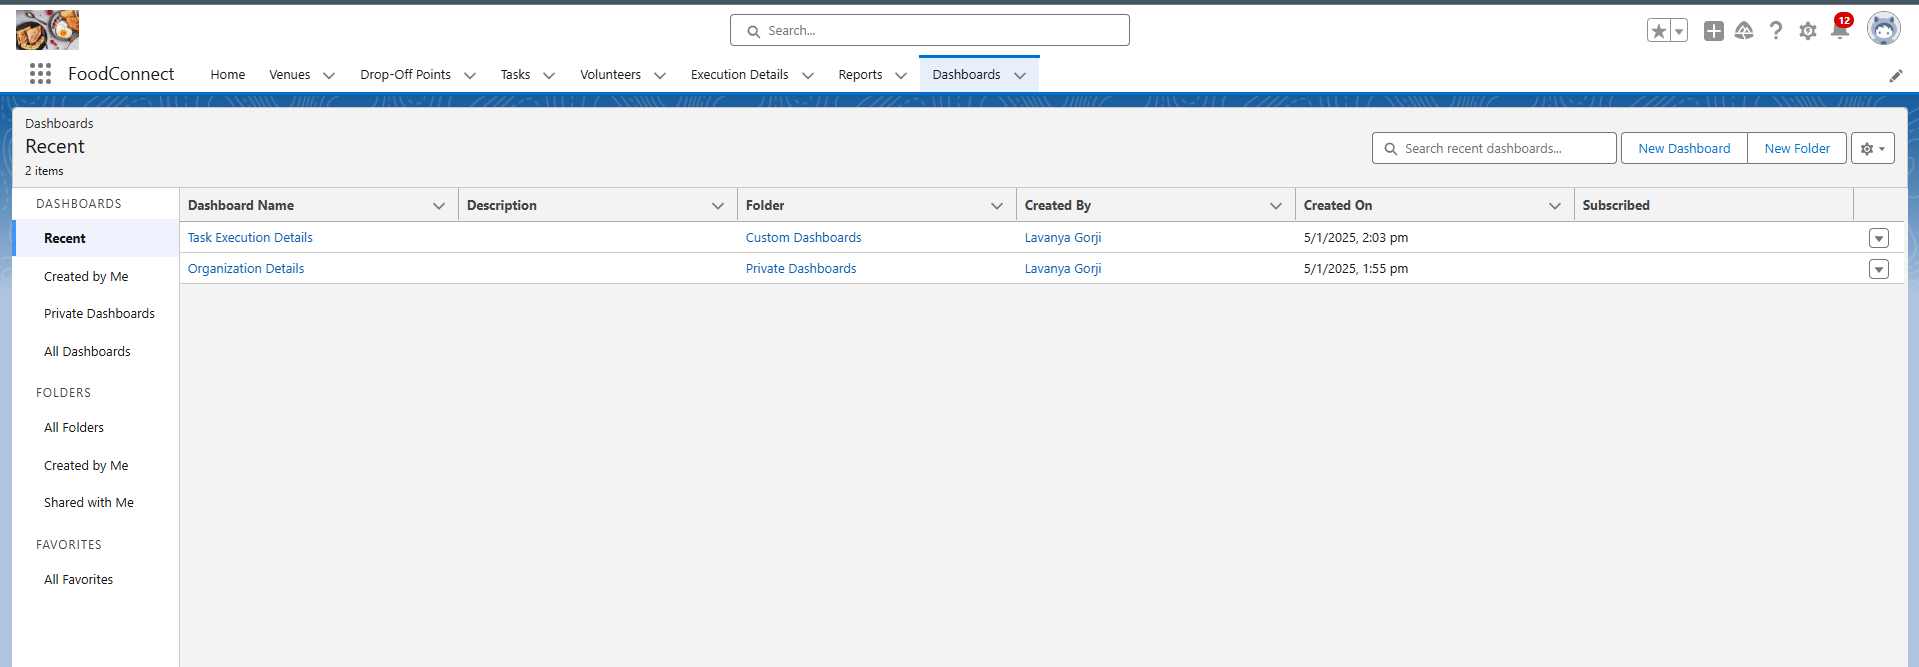 Search...
12
FoodConnect Home Venues Drop-Off Points Tasks Volunteers Execution Details Reports Dashboards
Dashboards
Recent
2 items
Search recent dashboards...
New Dashboard
New Folder
DASHBOARDS
Recent
Created by Me
Private Dashboards
All Dashboards
FOLDERS
All Folders
Created by Me
Shared with Me
FAVORITES
All Favorites
Dashboard Name Description Folder Created By Created On Subscribed
Task Execution Details Custom Dashboards Lavanya Gorji 5/1/2025, 2:03 pm
Organization Details Private Dashboards Lavanya Gorji 5/1/2025, 1:55 pm